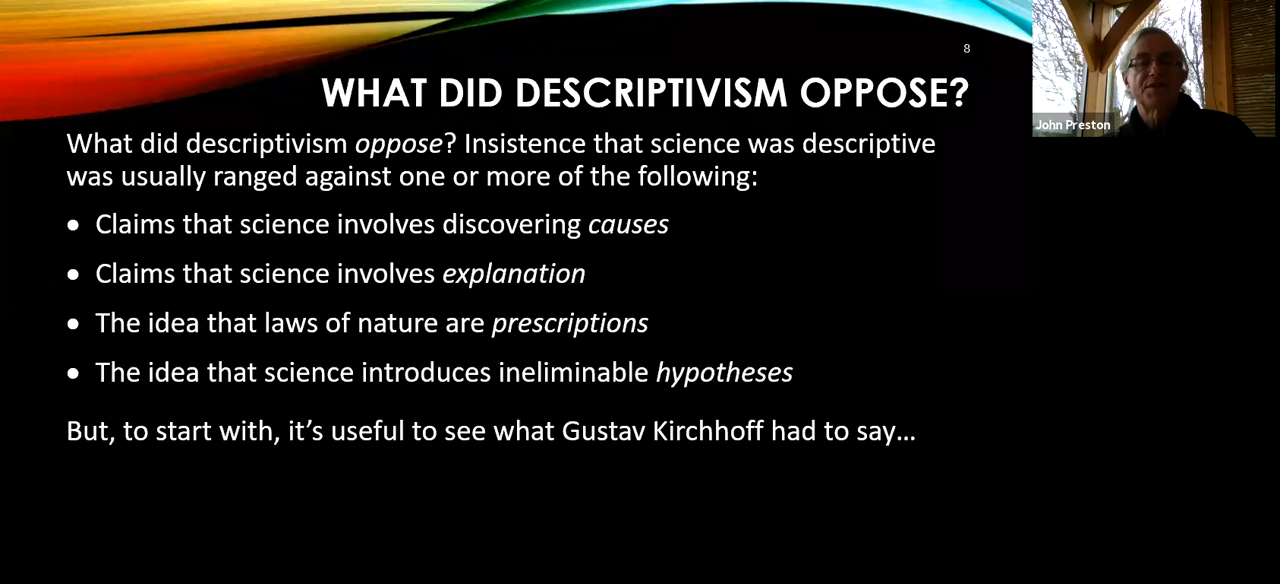 8
WHAT DID DESCRIPTIVISM OPPOSE?
John Preston
What did descriptivism oppose? Insistence that science was descriptive
was usually ranged against one or more of the following:
• Claims that science involves discovering causes
• Claims that science involves explanation
• The idea that laws of nature are prescriptions
• The idea that science introduces ineliminable hypotheses
But, to start with, it’s useful to see what Gustav Kirchhoff had to say…